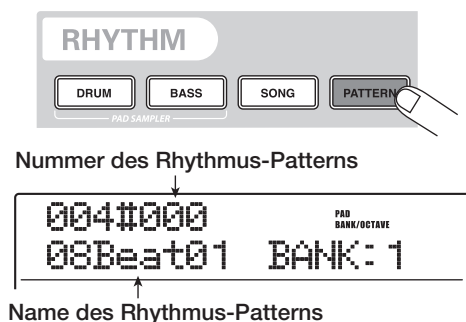 RHYTHM
DRUM BASS SONG PATTERN
PAD SAMPLER
Nummer des Rhythmus-Patterns
004#000 PAD BANK/OCTAVE
08Beat01 BANK:1
Name des Rhythmus-Patterns